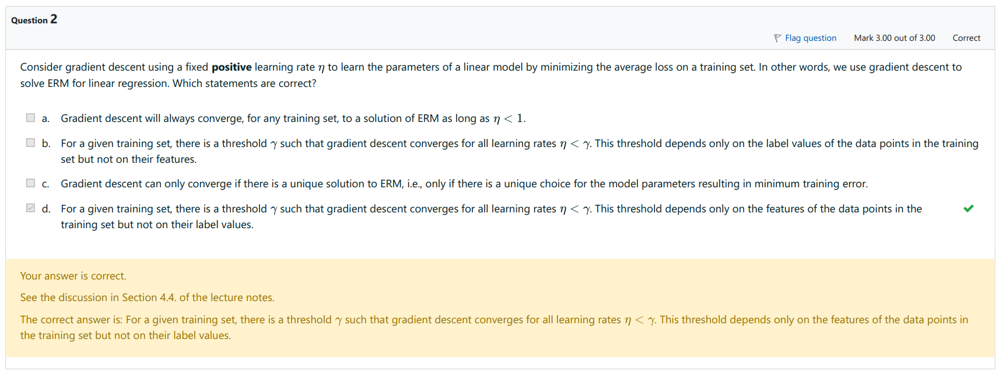 Question 2
Flag question Mark 3.00 out of 3.00 Correct
Consider gradient descent using a fixed positive learning rate η to learn the parameters of a linear model by minimizing the average loss on a training set. In other words, we use gradient descent to
solve ERM for linear regression. Which statements are correct?
a. Gradient descent will always converge, for any training set, to a solution of ERM as long as η < 1.
b. For a given training set, there is a threshold γ such that gradient descent converges for all learning rates η < γ. This threshold depends only on the label values of the data points in the training
set but not on their features.
c. Gradient descent can only converge if there is a unique solution to ERM, i.e., only if there is a unique choice for the model parameters resulting in minimum training error.
d. For a given training set, there is a threshold γ such that gradient descent converges for all learning rates η < γ. This threshold depends only on the features of the data points in the
training set but not on their label values.
Your answer is correct.
See the discussion in Section 4.4. of the lecture notes.
The correct answer is: For a given training set, there is a threshold γ such that gradient descent converges for all learning rates η < γ. This threshold depends only on the features of the data points in
the training set but not on their label values.